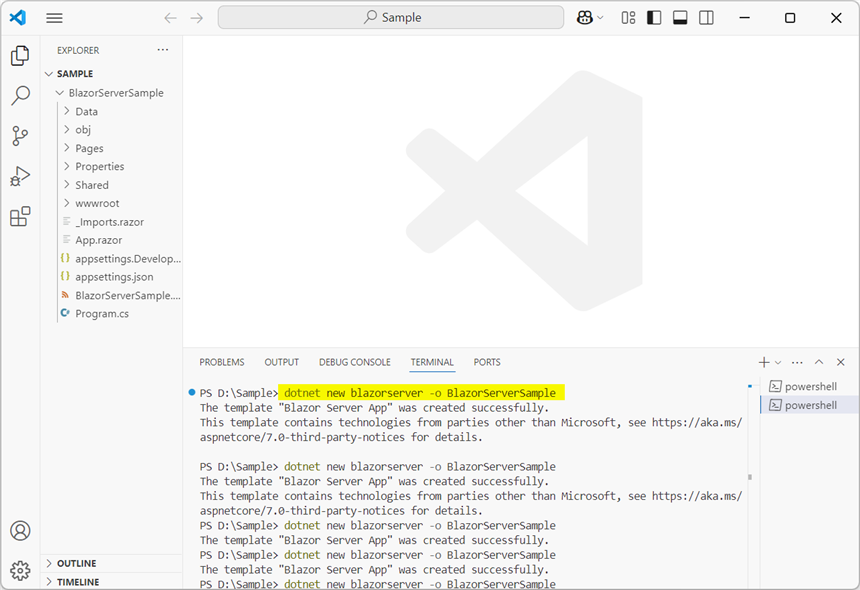 Sample
EXPLORER
SAMPLE
BlazorServerSample
Data
obj
Pages
Properties
Shared
wwwroot
_Imports.razor
App.razor
appsettings.Develop...
appsettings.json
BlazorServerSample....
Program.cs
OUTLINE
TIMELINE
PROBLEMS OUTPUT DEBUG CONSOLE TERMINAL PORTS
PS D:\Sample> dotnet new blazorserver -o BlazorServerSample
The template "Blazor Server App" was created successfully.
This template contains technologies from parties other than Microsoft, see https://aka.ms/
aspnetcore/7.0-third-party-notices for details.
PS D:\Sample> dotnet new blazorserver -o BlazorServerSample
The template "Blazor Server App" was created successfully.
This template contains technologies from parties other than Microsoft, see https://aka.ms/
aspnetcore/7.0-third-party-notices for details.
PS D:\Sample> dotnet new blazorserver -o BlazorServerSample
The template "Blazor Server App" was created successfully.
PS D:\Sample> dotnet new blazorserver -o BlazorServerSample
The template "Blazor Server App" was created successfully.
PS D:\Sample> dotnet new blazorserver -o BlazorServerSample
powershell
powershell